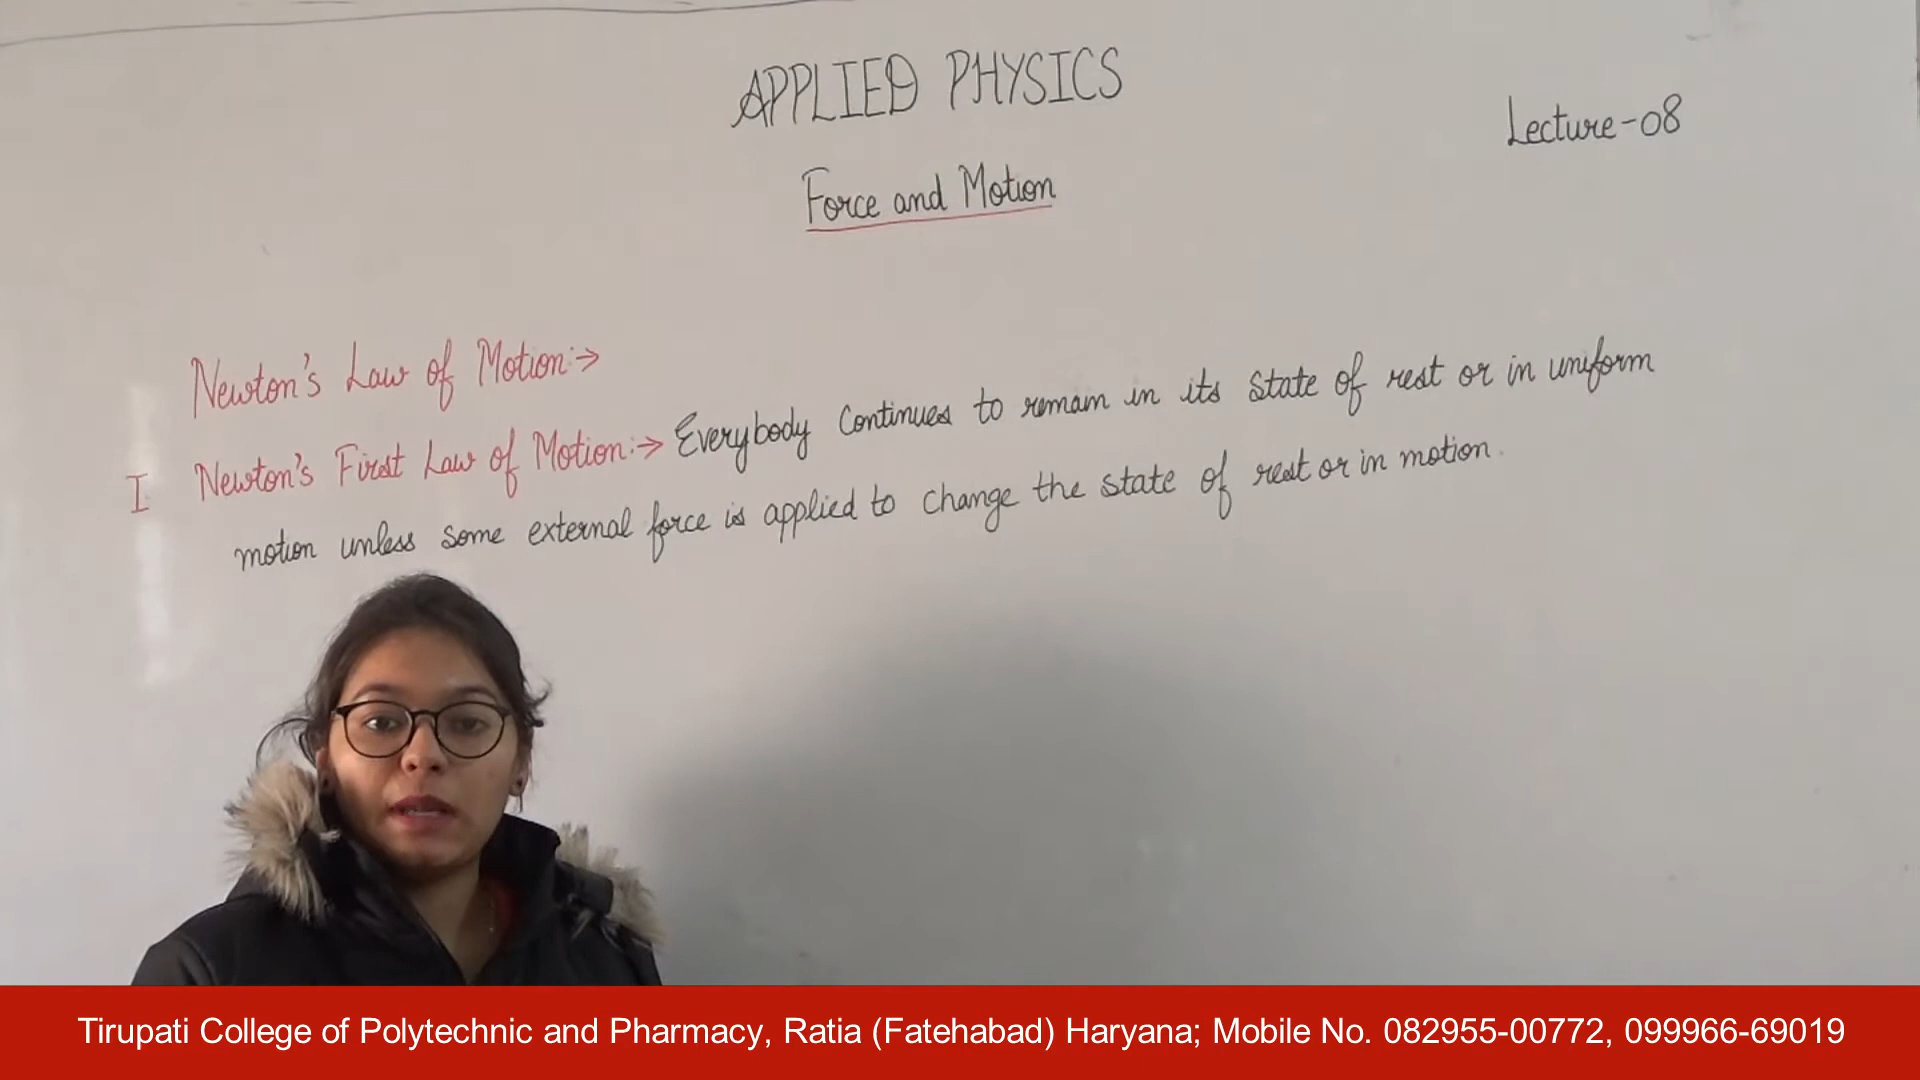 APPLIED PHYSICS
Lecture-08
Force and Motion
Newton's Law of Motion:→
I. Newton's First Law of Motion:→ Everybody Continues to remain in its State of rest or in uniform
motion unless some external force is applied to change the state of rest or in motion.
Tirupati College of Polytechnic and Pharmacy, Ratia (Fatehabad) Haryana; Mobile No. 082955-00772, 099966-69019